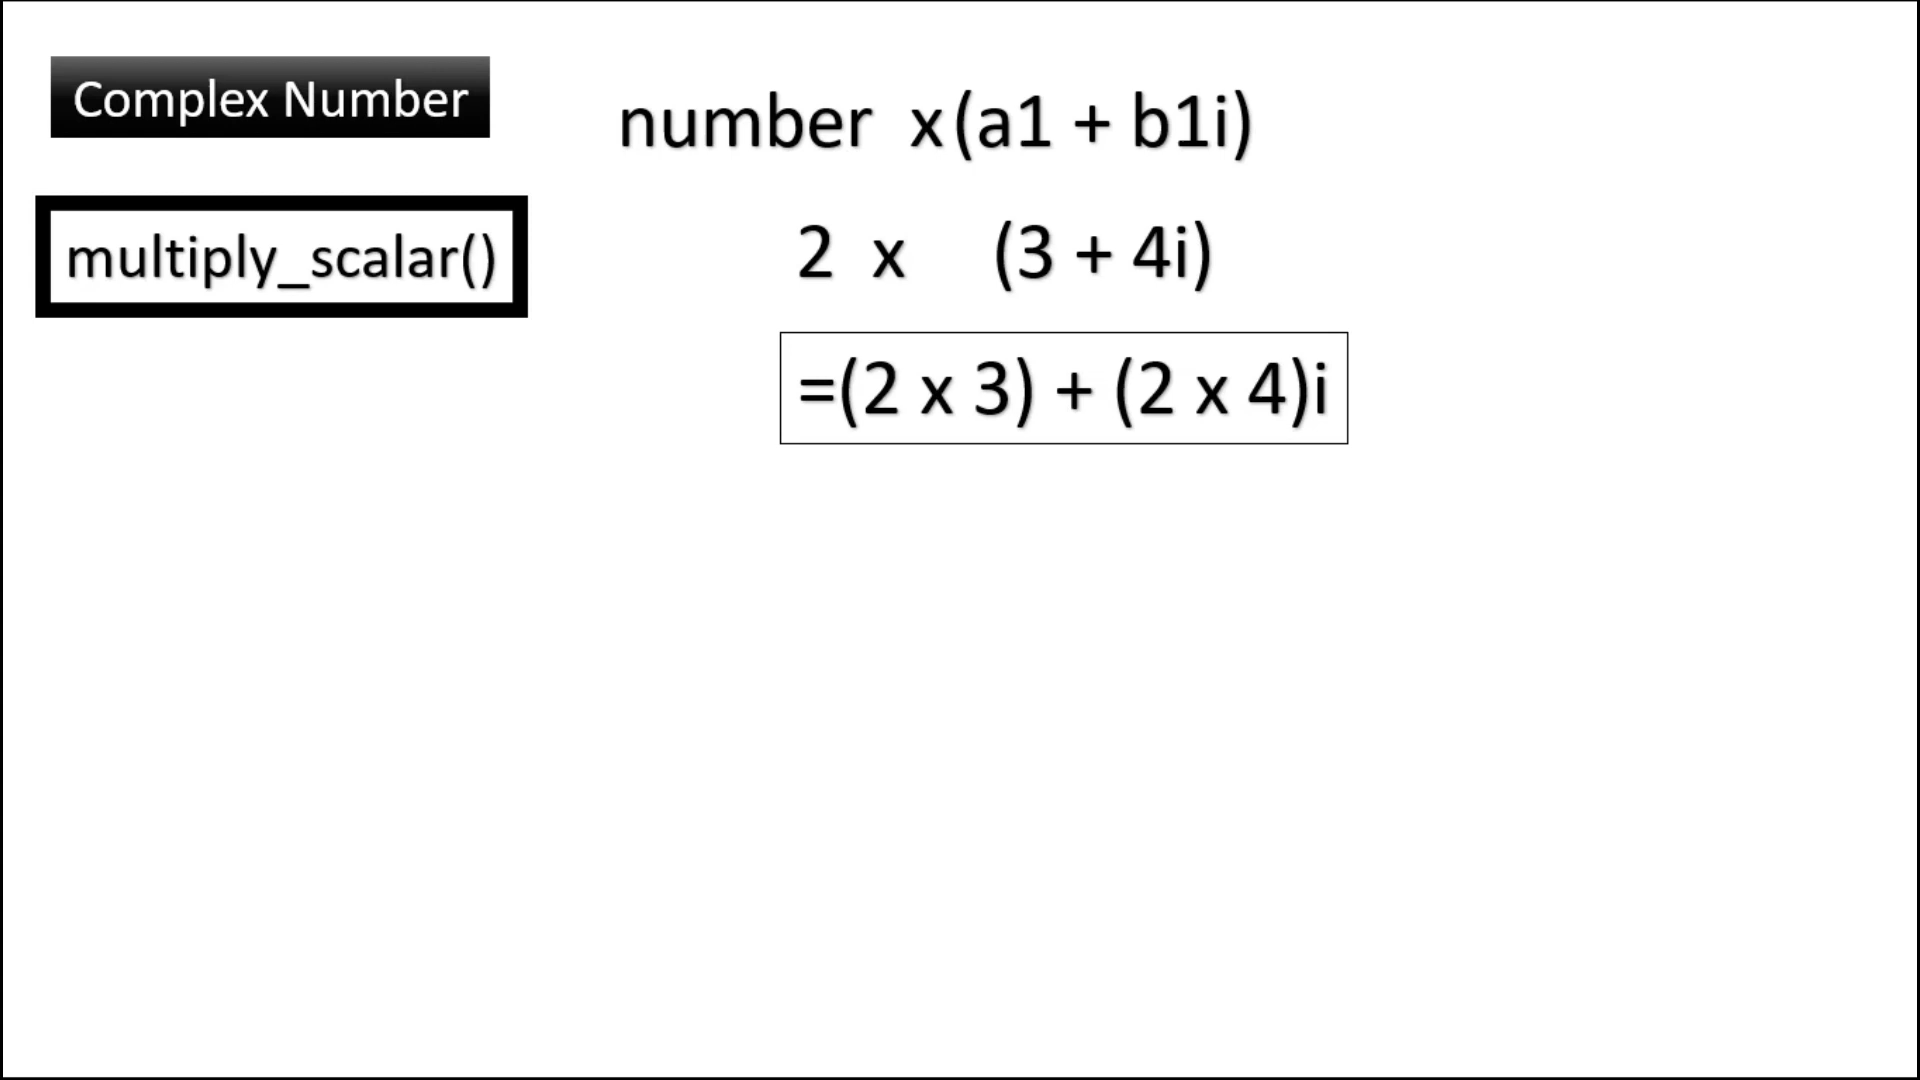 Complex Number
multiply_scalar()
number x(a1 + b1i)
2 x (3 + 4i)
=(2 x 3) + (2 x 4)i